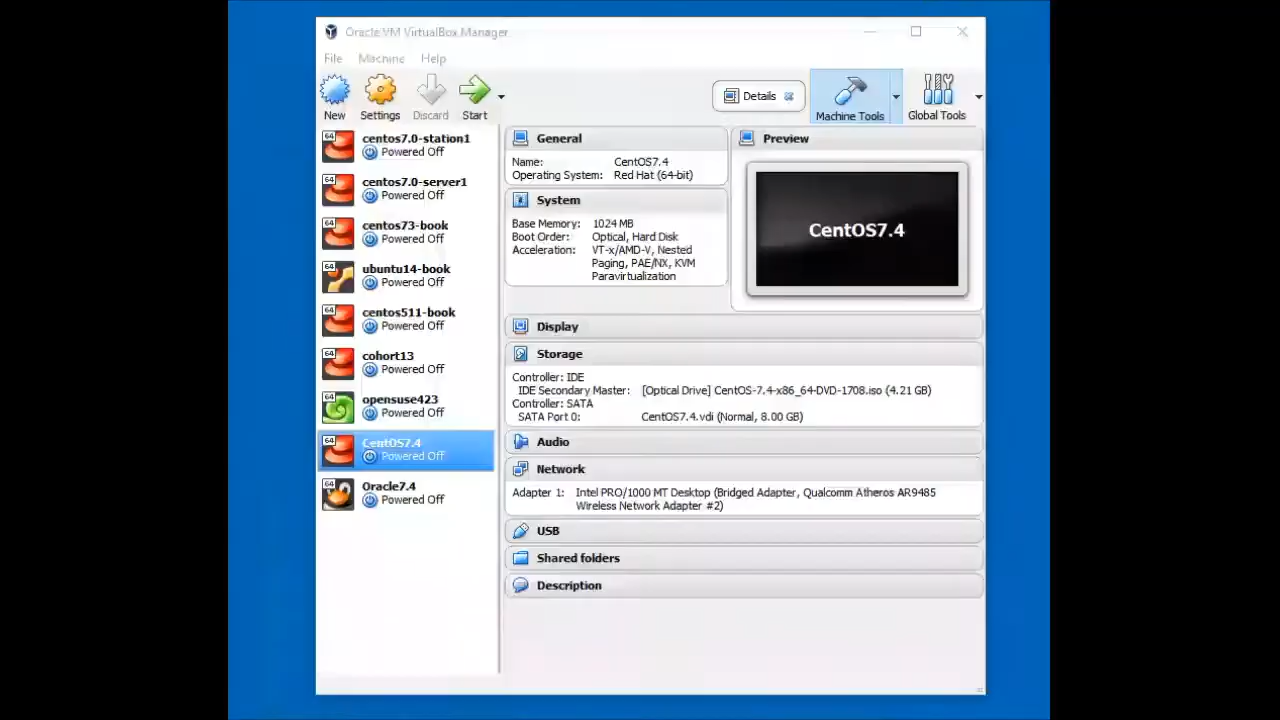 Oracle VM VirtualBox Manager
File Machine Help
New Settings Discard Start
Details
Machine Tools
Global Tools
64 centos7.0-station1
Powered Off
64 centos7.0-server1
Powered Off
64 centos73-book
Powered Off
64 ubuntu14-book
Powered Off
64 centos511-book
Powered Off
64 cohort13
Powered Off
64 opensuse423
Powered Off
64 CentOS7.4
Powered Off
64 Oracle7.4
Powered Off
General
Name: CentOS7.4
Operating System: Red Hat (64-bit)
System
Base Memory: 1024 MB
Boot Order: Optical, Hard Disk
Acceleration: VT-x/AMD-V, Nested
Paging, PAE/NX, KVM
Paravirtualization
Preview
CentOS7.4
Display
Storage
Controller: IDE
IDE Secondary Master: [Optical Drive] CentOS-7.4-x86_64-DVD-1708.iso (4.21 GB)
Controller: SATA
SATA Port 0: CentOS7.4.vdi (Normal, 8.00 GB)
Audio
Network
Adapter 1: Intel PRO/1000 MT Desktop (Bridged Adapter, Qualcomm Atheros AR9485
Wireless Network Adapter #2)
USB
Shared folders
Description